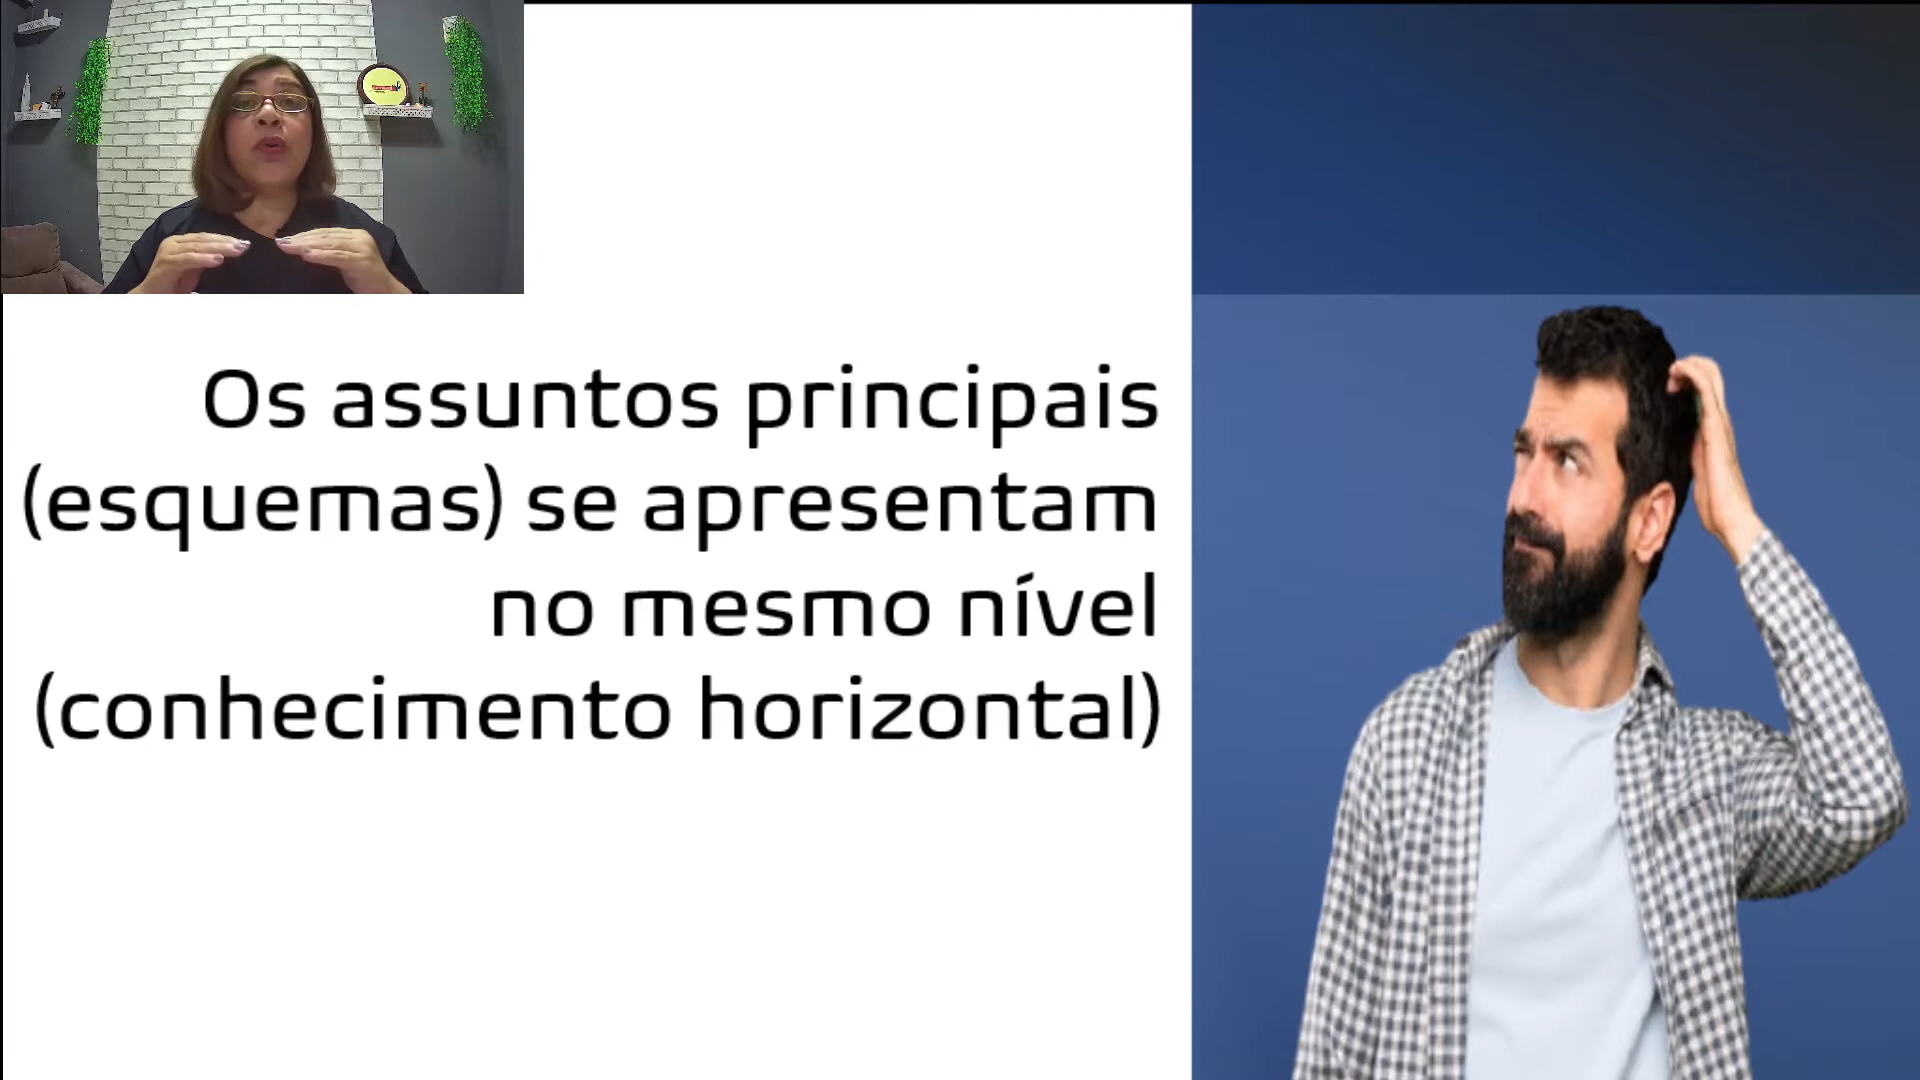 Os assuntos principais
(esquemas) se apresentam
no mesmo nível
(conhecimento horizontal)